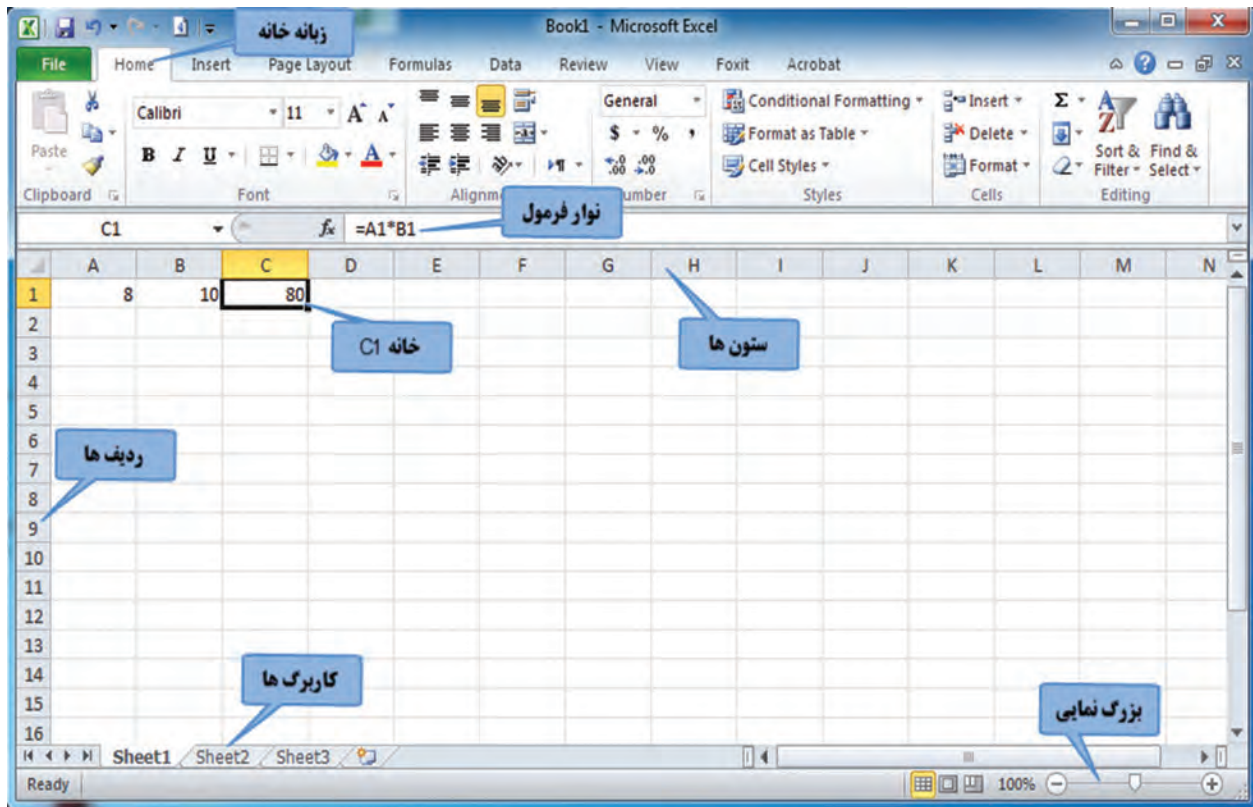 Book1 - Microsoft Excel
زبانه خانه
File Home Insert Page Layout Formulas Data Review View Foxit Acrobat
Paste
Clipboard
Calibri 11 A A
B I U A
Font
Alignm
General
$ % ,
.0 .00
.00 .0
umber
Conditional Formatting
Format as Table
Cell Styles
Styles
Insert
Delete
Format
Cells
Σ
Sort & Filter
Find & Select
Editing
C1 fx =A1*B1
نوار فرمول
A B C D E F G H I J K L M N
1 8 10 80
2
خانه C1
ستون ها
3
4
5
6
ردیف ها
7
8
9
10
11
12
13
14
کاربرگ ها
15
بزرگ نمایی
16
Sheet1 Sheet2 Sheet3
Ready 100%